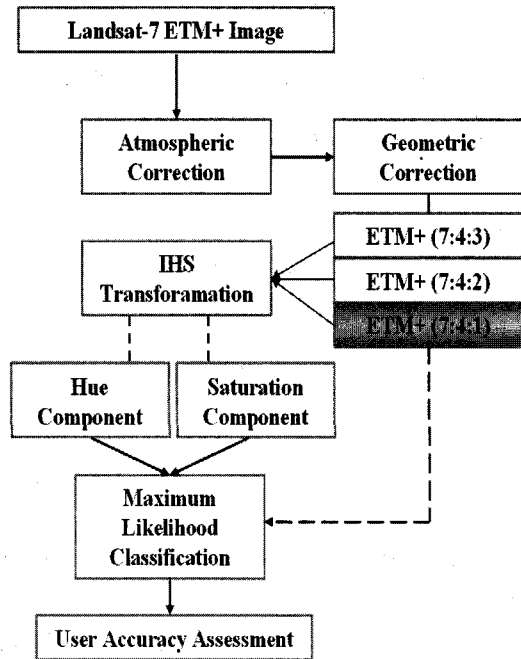 Landsat-7 ETM+ Image
Atmospheric
Correction
Geometric
Correction
ETM+ (7:4:3)
ETM+ (7:4:2)
ETM+ (7:4:1)
IHS
Transforamation
Hue
Component
Saturation
Component
Maximum
Likelihood
Classification
User Accuracy Assessment